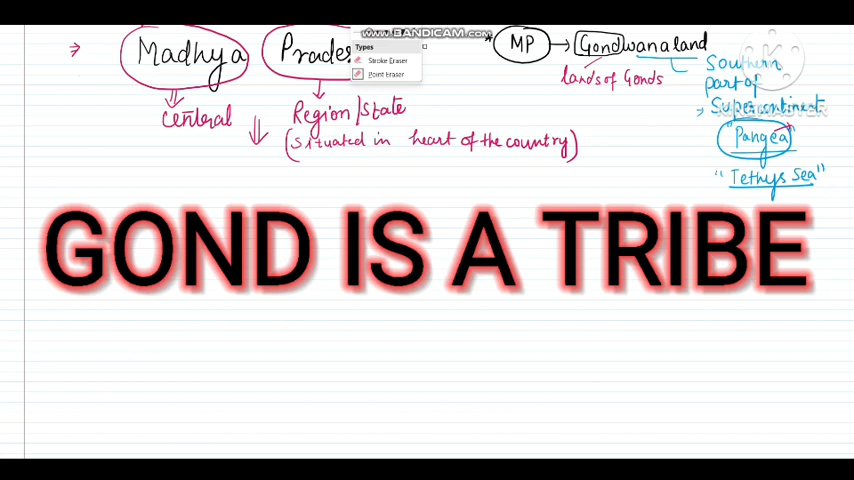 www.BANDICAM.com
⇒ Madhya Prades * MP → Gondwanaland
Types
Stroke Eraser
Point Eraser
lands of Gonds
Southern
part of
→ Supercontinent
"Pangea"
"Tethys Sea"
Central
Region/State
(Situated in heart of the country)
GOND IS A TRIBE